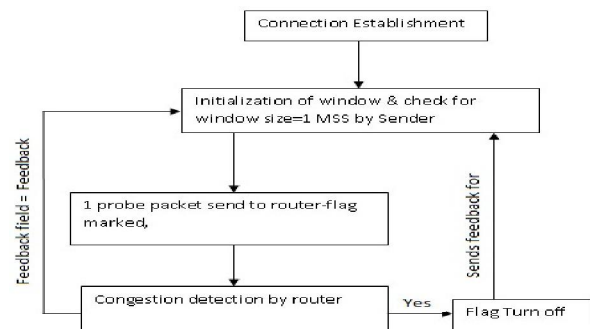 Connection Establishment
Initialization of window & check for
window size=1 MSS by Sender
1 probe packet send to router-flag
marked,
Congestion detection by router
Yes
Flag Turn off
Feedback field = Feedback
Sends feedback for